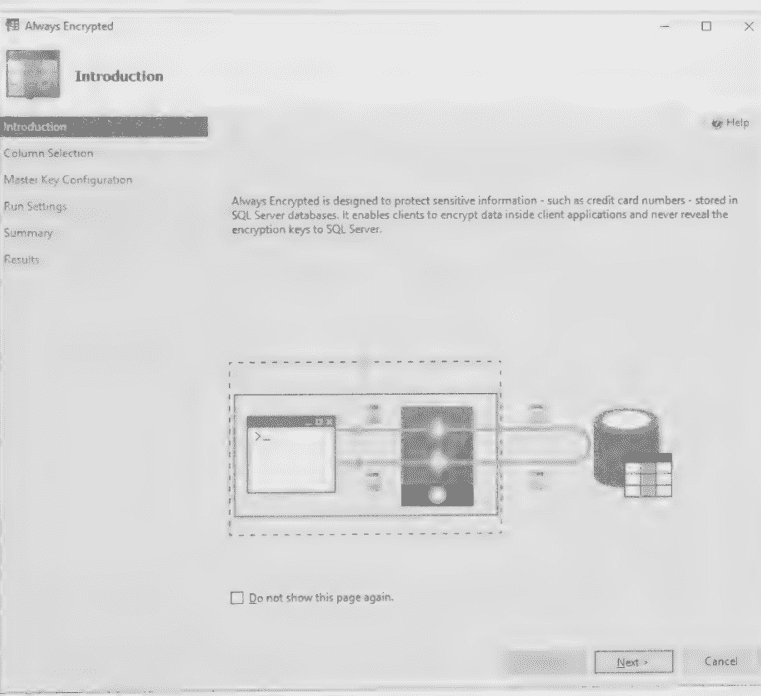 Always Encrypted
Introduction
Introduction
Help
Column Selection
Master Key Configuration
Run Settings
Summary
Results
Always Encrypted is designed to protect sensitive information - such as credit card numbers - stored in
SQL Server databases. It enables clients to encrypt data inside client applications and never reveal the
encryption keys to SQL Server.
>_
Do not show this page again.
Next >
Cancel